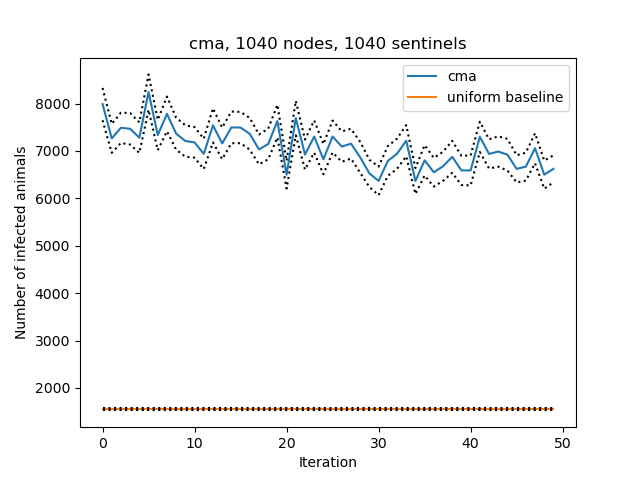 cma, 1040 nodes, 1040 sentinels
cma
uniform baseline
Number of infected animals
8000
7000
6000
5000
4000
3000
2000
0 10 20 30 40 50
Iteration